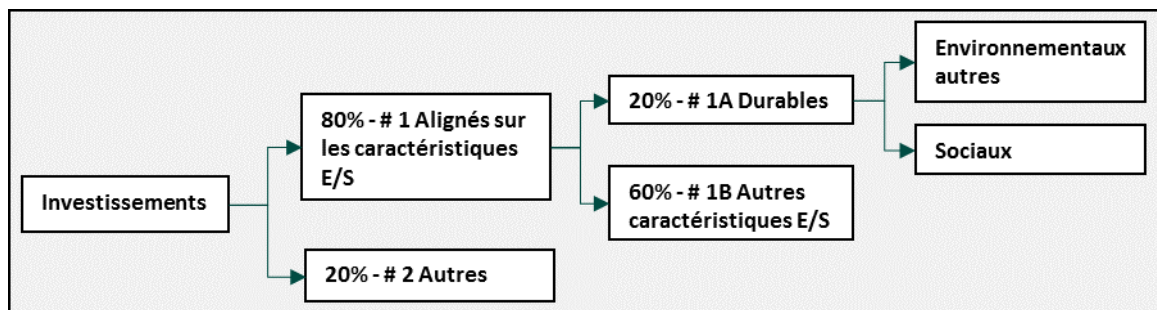 Investissements
80% - # 1 Alignés sur
les caractéristiques
E/S
20% - # 2 Autres
20% - # 1A Durables
60% - # 1B Autres
caractéristiques E/S
Environnementaux
autres
Sociaux